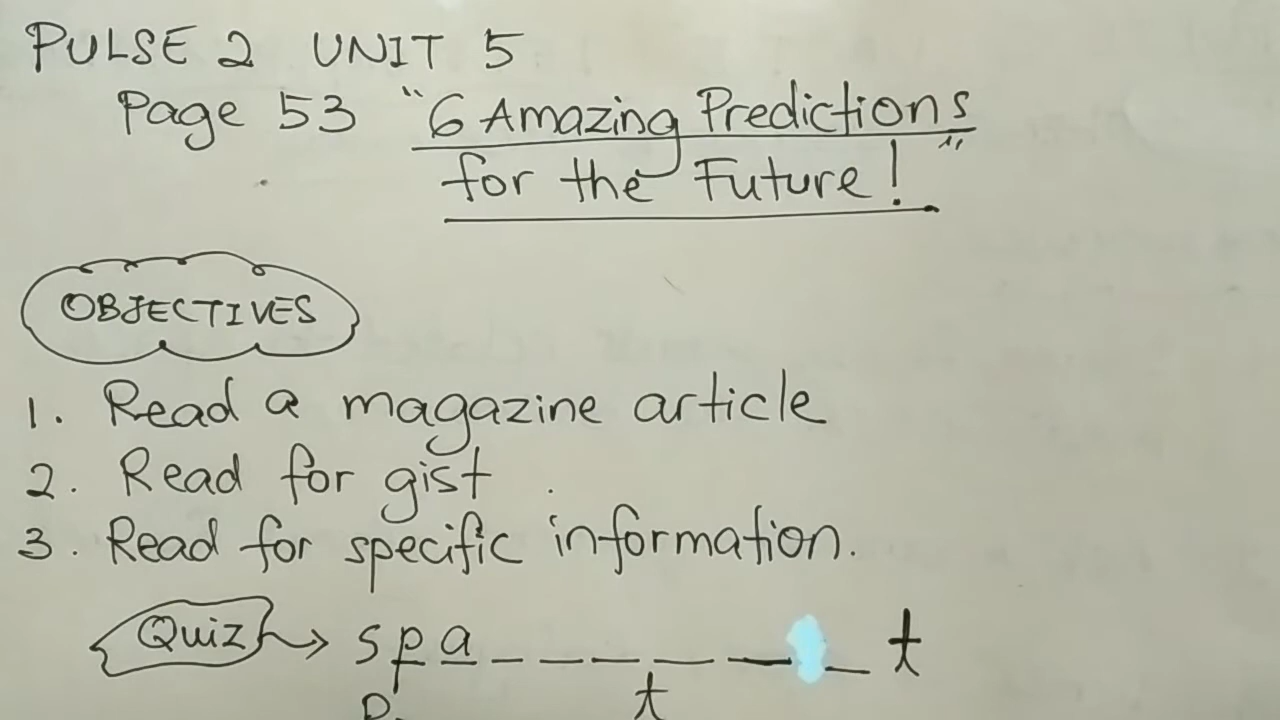 PULSE 2 UNIT 5
Page 53 "6 Amazing Predictions
for the Future!"
OBJECTIVES
1. Read a magazine article
2. Read for gist.
3. Read for specific information.
Quiz → s p a _ _ _ _ _ _ t
t